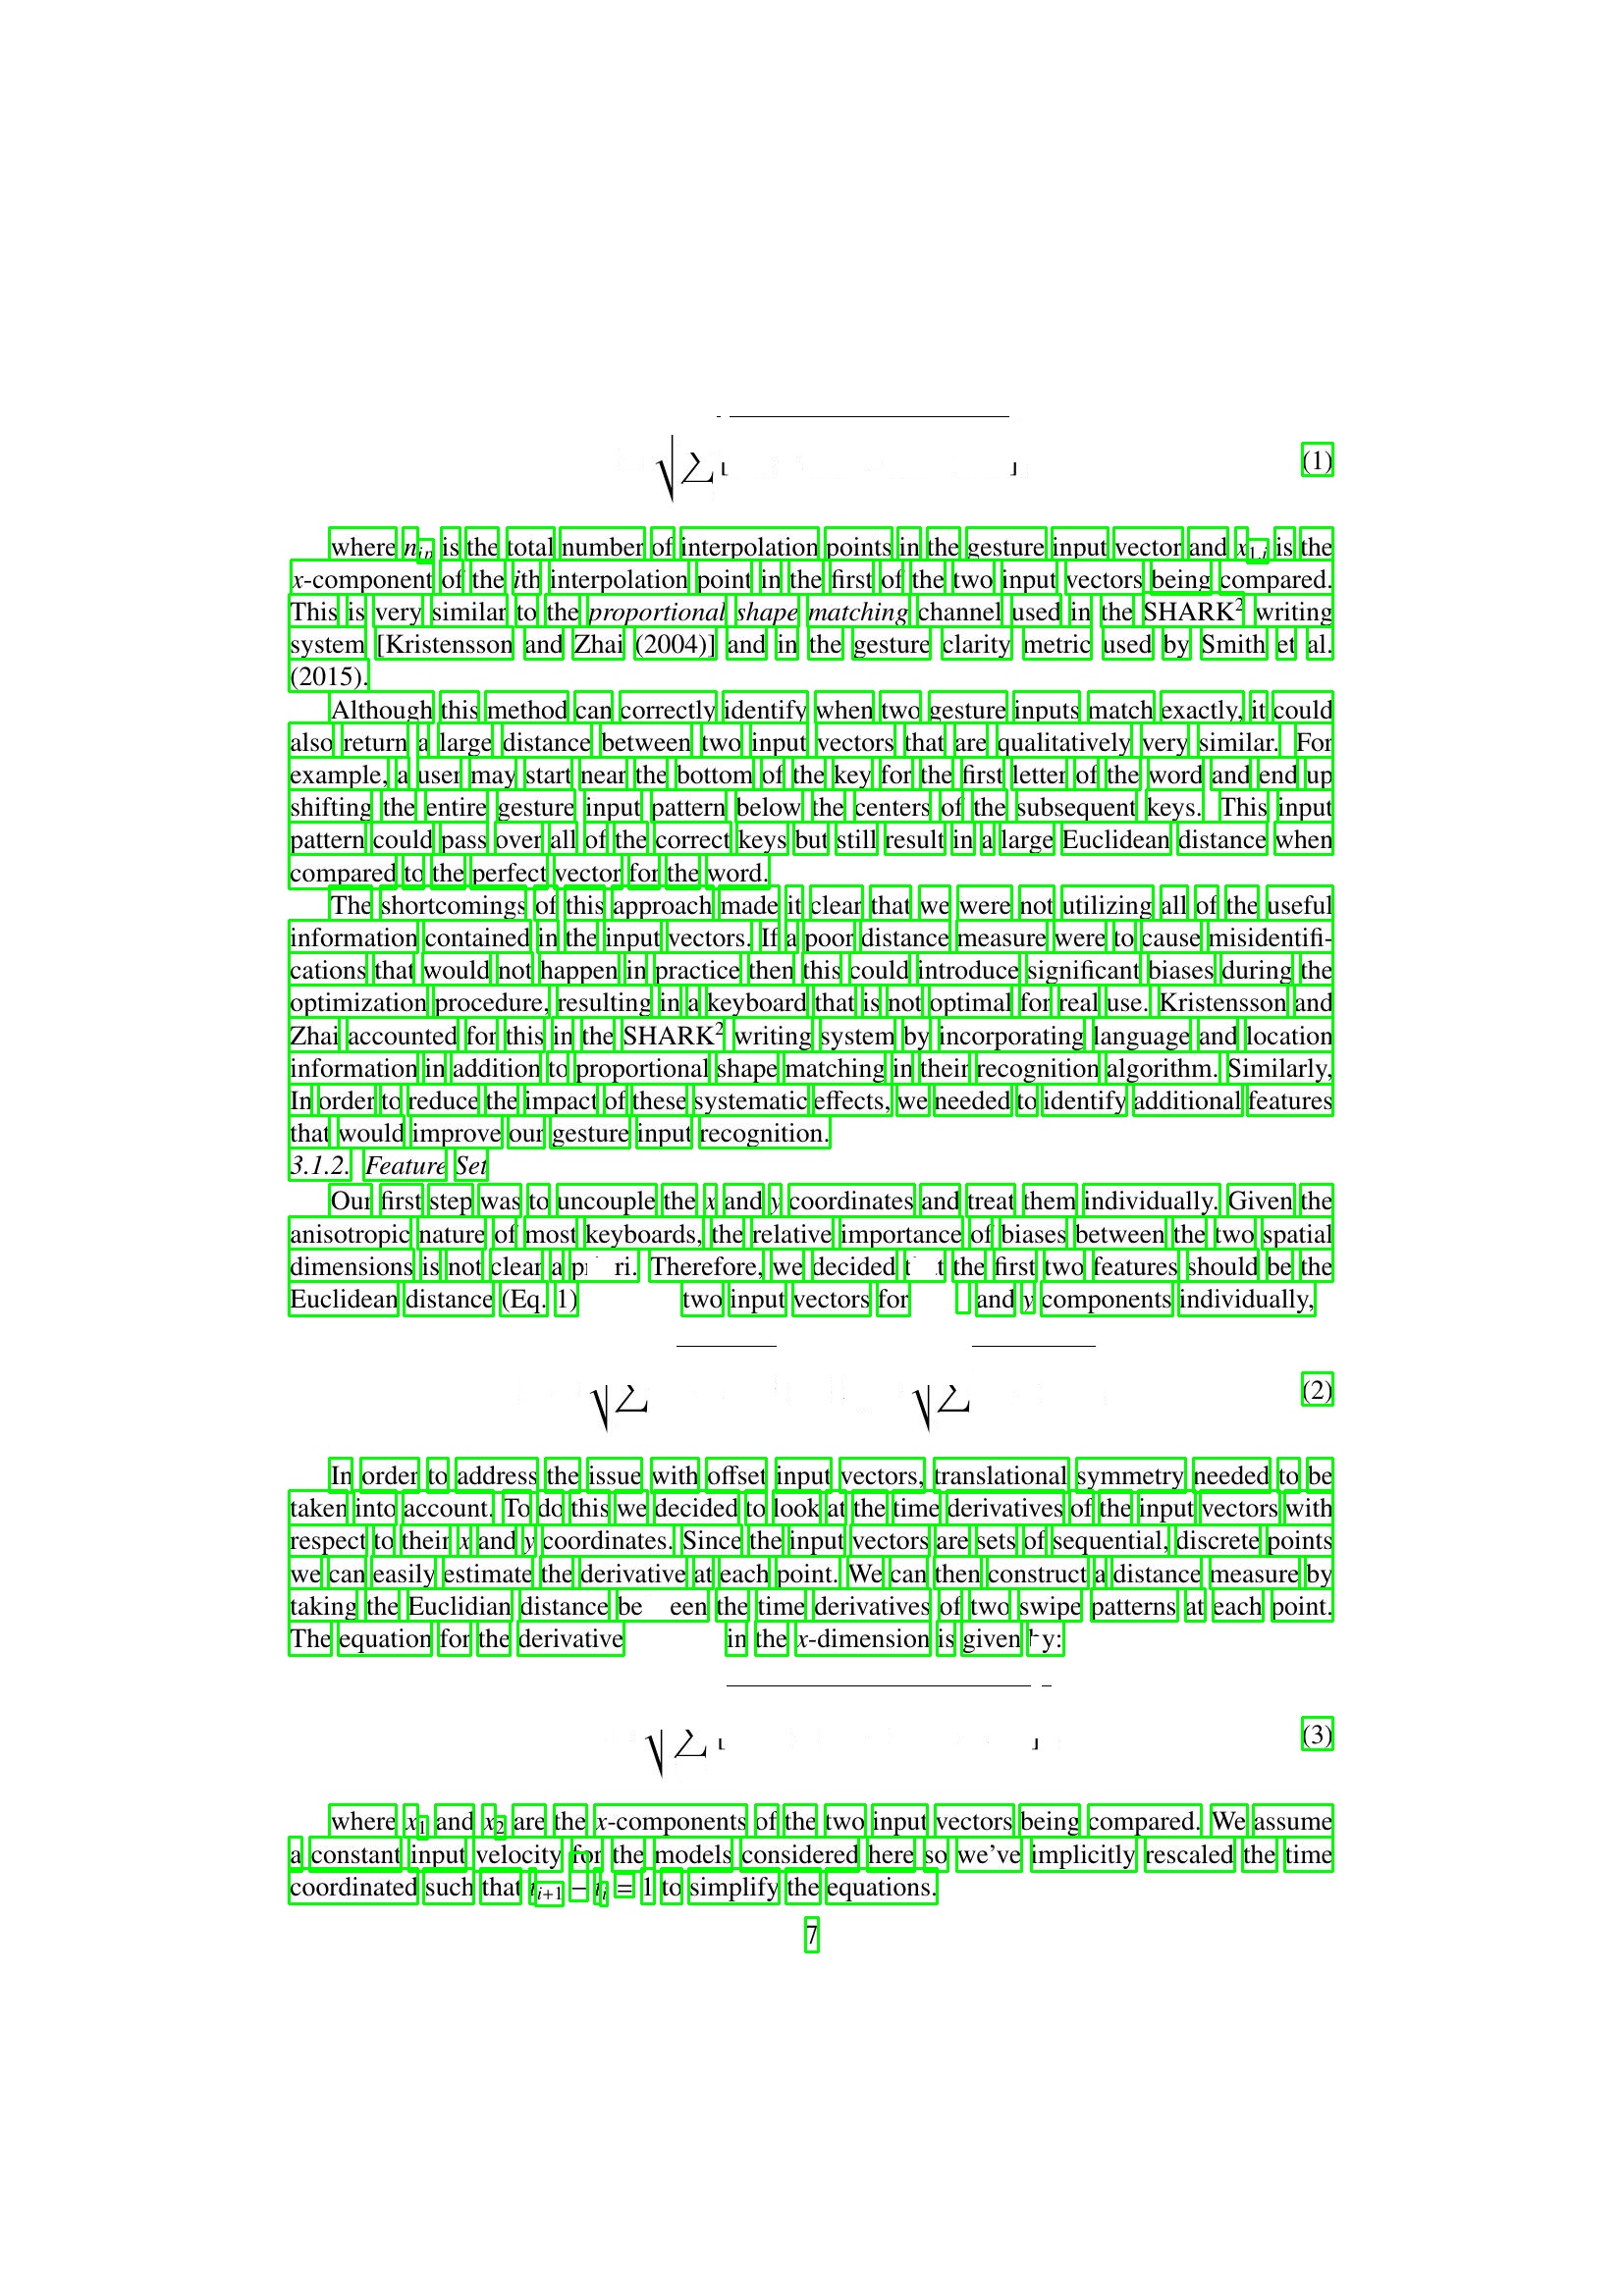 √∑[ ] (1)
where n_in is the total number of interpolation points in the gesture input vector and x_1,i is the
x-component of the ith interpolation point in the first of the two input vectors being compared.
This is very similar to the proportional shape matching channel used in the SHARK² writing
system [Kristensson and Zhai (2004)] and in the gesture clarity metric used by Smith et al.
(2015).
Although this method can correctly identify when two gesture inputs match exactly, it could
also return a large distance between two input vectors that are qualitatively very similar. For
example, a user may start near the bottom of the key for the first letter of the word and end up
shifting the entire gesture input pattern below the centers of the subsequent keys. This input
pattern could pass over all of the correct keys but still result in a large Euclidean distance when
compared to the perfect vector for the word.
The shortcomings of this approach made it clear that we were not utilizing all of the useful
information contained in the input vectors. If a poor distance measure were to cause misidentifi-
cations that would not happen in practice then this could introduce significant biases during the
optimization procedure, resulting in a keyboard that is not optimal for real use. Kristensson and
Zhai accounted for this in the SHARK² writing system by incorporating language and location
information in addition to proportional shape matching in their recognition algorithm. Similarly,
In order to reduce the impact of these systematic effects, we needed to identify additional features
that would improve our gesture input recognition.
3.1.2. Feature Set
Our first step was to uncouple the x and y coordinates and treat them individually. Given the
anisotropic nature of most keyboards, the relative importance of biases between the two spatial
dimensions is not clear a ri. Therefore, we decided the first two features should be the
Euclidean distance (Eq. 1) two input vectors for and y components individually,
√∑ √∑ (2)
In order to address the issue with offset input vectors, translational symmetry needed to be
taken into account. To do this we decided to look at the time derivatives of the input vectors with
respect to their x and y coordinates. Since the input vectors are sets of sequential, discrete points
we can easily estimate the derivative at each point. We can then construct a distance measure by
taking the Euclidian distance be een the time derivatives of two swipe patterns at each point.
The equation for the derivative in the x-dimension is given y:
√∑[ ] (3)
where x_1 and x_2 are the x-components of the two input vectors being compared. We assume
a constant input velocity for the models considered here so we've implicitly rescaled the time
coordinated such that t_i+1 − t_i = 1 to simplify the equations.
7